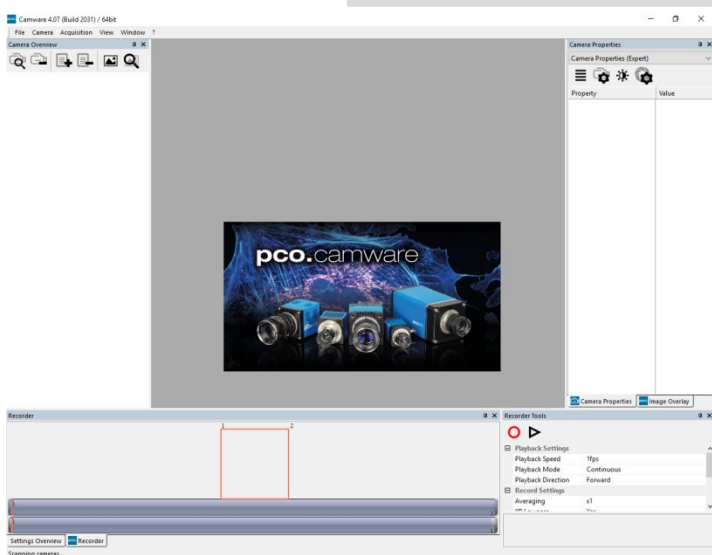 Camware 4.07 (Build 2031) / 64bit
File Camera Acquisition View Window ?
Camera Overview
Camera Properties
Camera Properties (Expert)
Property Value
pco.camware
Camera Properties Image Overlay
Recorder
1 2
Recorder Tools
Playback Settings
Playback Speed 1fps
Playback Mode Continuous
Playback Direction Forward
Record Settings
Averaging x1
Settings Overview Recorder
Scanning cameras...